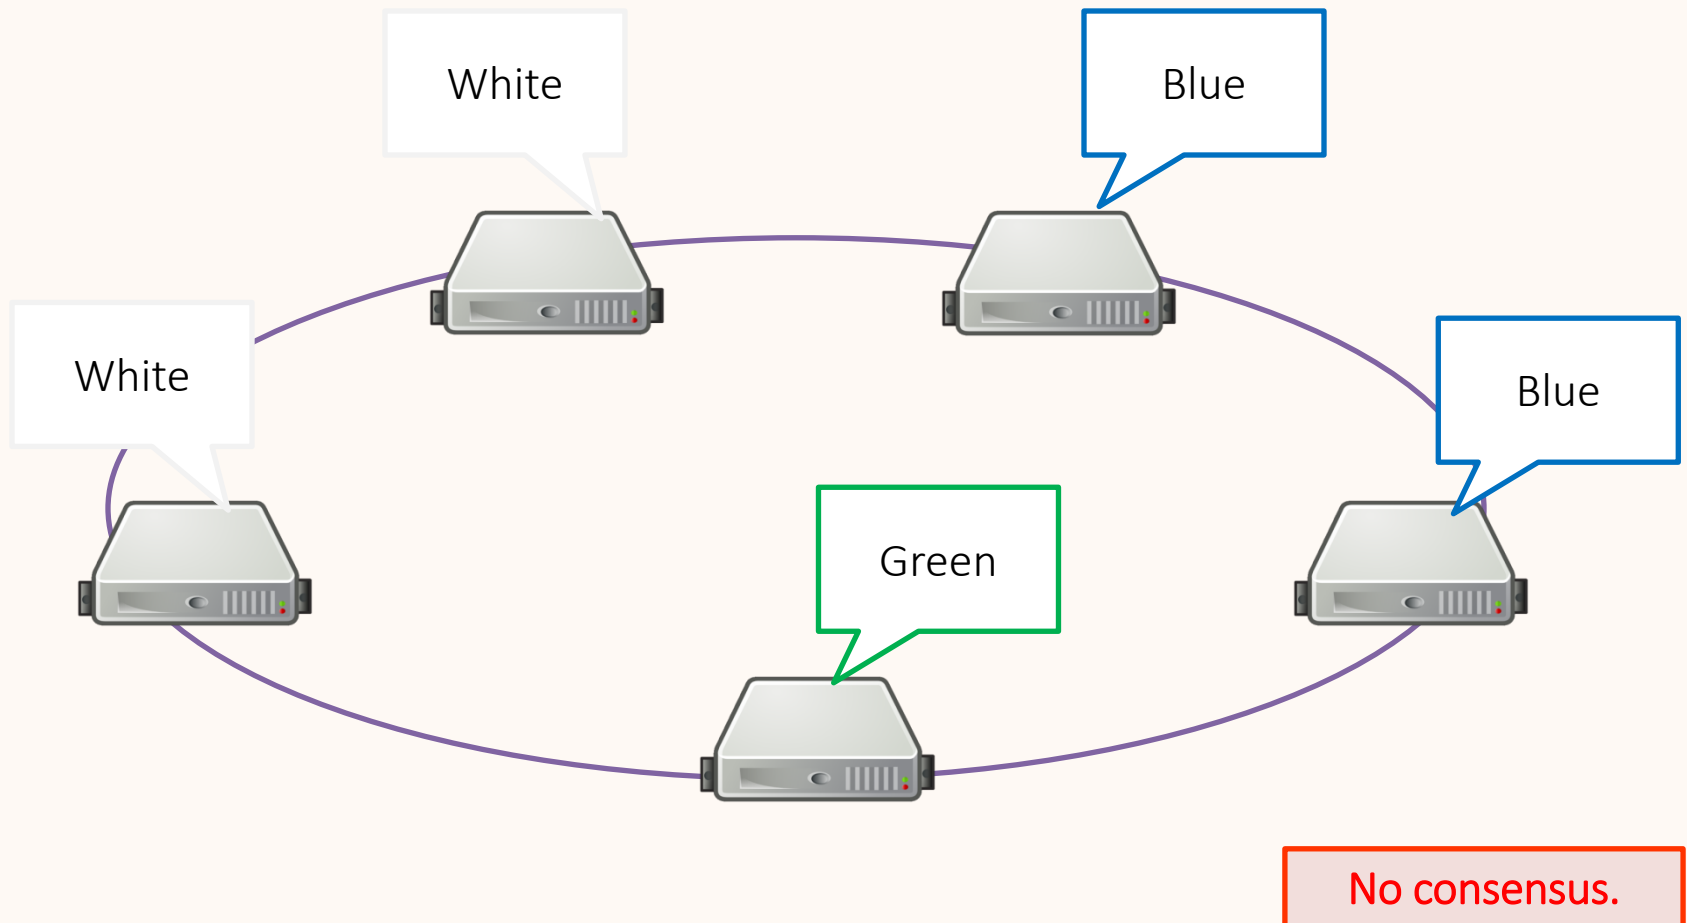 White
Blue
White
Blue
Green
No consensus.